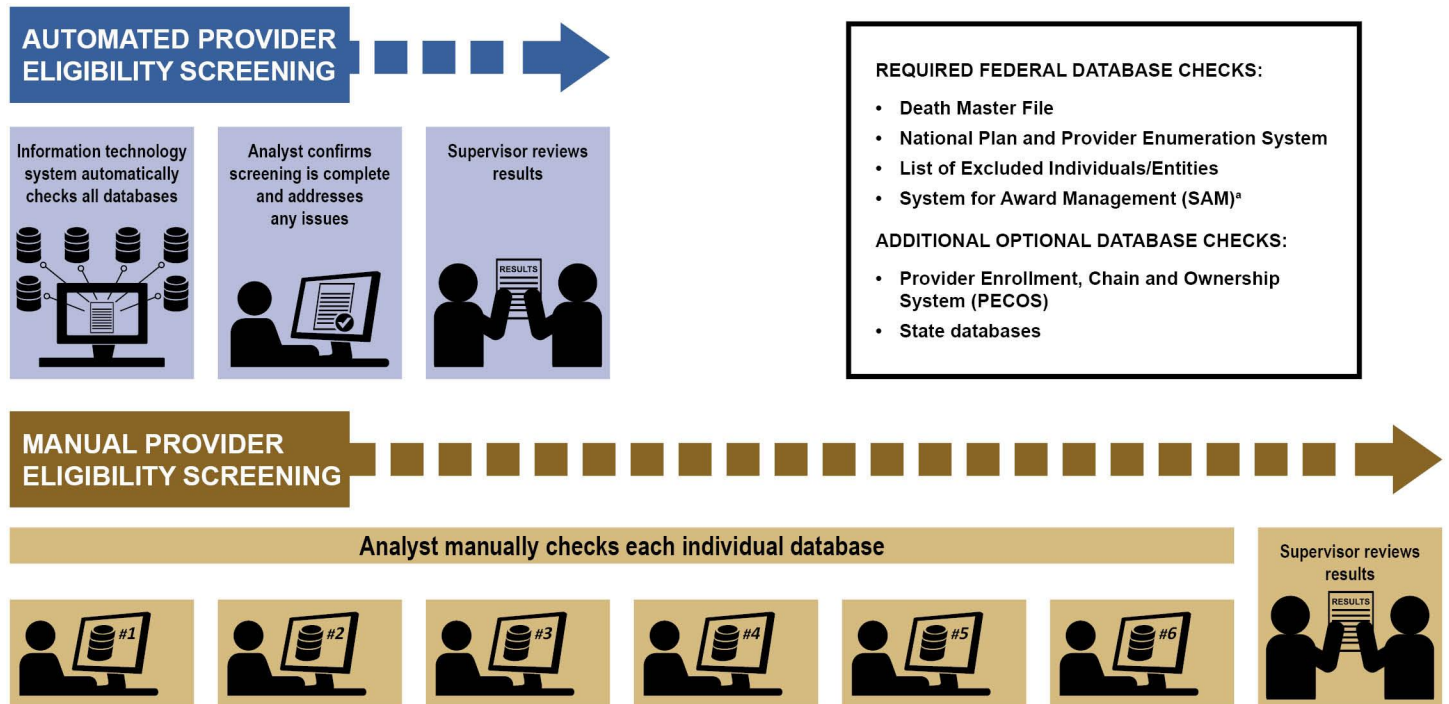 AUTOMATED PROVIDER
ELIGIBILITY SCREENING
Information technology
system automatically
checks all databases
Analyst confirms
screening is complete
and addresses
any issues
Supervisor reviews
results
RESULTS
REQUIRED FEDERAL DATABASE CHECKS:
• Death Master File
• National Plan and Provider Enumeration System
• List of Excluded Individuals/Entities
• System for Award Management (SAM)ᵃ
ADDITIONAL OPTIONAL DATABASE CHECKS:
• Provider Enrollment, Chain and Ownership
System (PECOS)
• State databases
MANUAL PROVIDER
ELIGIBILITY SCREENING
Analyst manually checks each individual database
#1
#2
#3
#4
#5
#6
Supervisor reviews
results
RESULTS